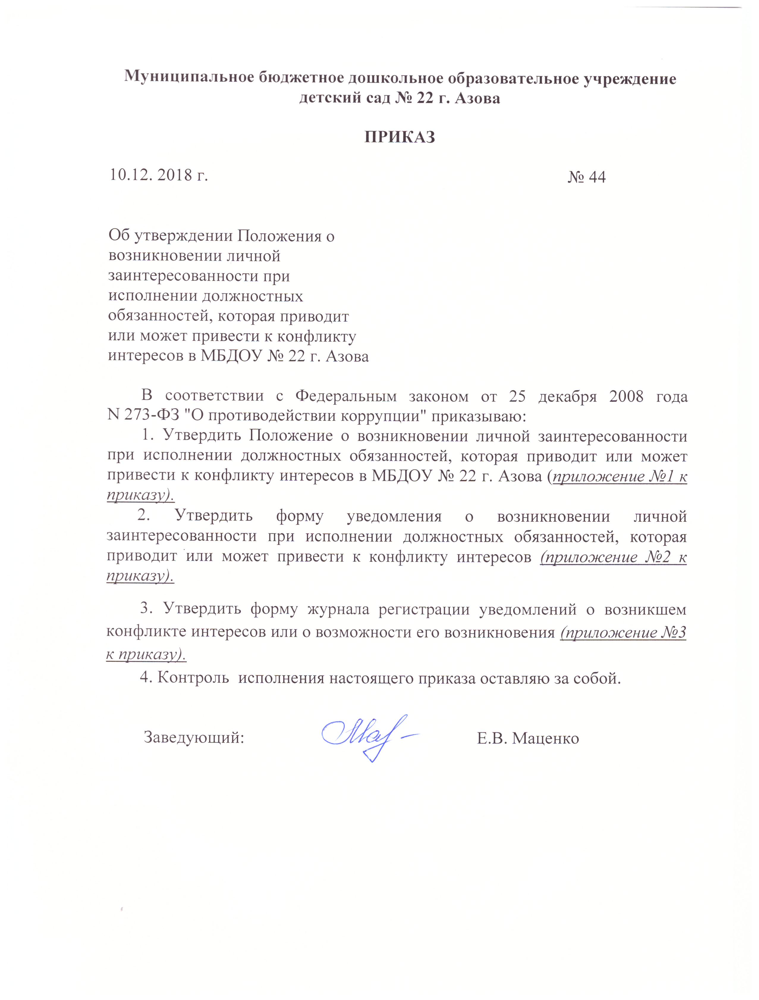 Муниципальное бюджетное дошкольное образовательное учреждение
детский сад № 22 г. Азова
ПРИКАЗ
10.12. 2018 г. № 44
Об утверждении Положения о
возникновении личной
заинтересованности при
исполнении должностных
обязанностей, которая приводит
или может привести к конфликту
интересов в МБДОУ № 22 г. Азова
В соответствии с Федеральным законом от 25 декабря 2008 года
N 273-ФЗ "О противодействии коррупции" приказываю:
1. Утвердить Положение о возникновении личной заинтересованности
при исполнении должностных обязанностей, которая приводит или может
привести к конфликту интересов в МБДОУ № 22 г. Азова (приложение №1 к
приказу).
2. Утвердить форму уведомления о возникновении личной
заинтересованности при исполнении должностных обязанностей, которая
приводит или может привести к конфликту интересов (приложение №2 к
приказу).
3. Утвердить форму журнала регистрации уведомлений о возникшем
конфликте интересов или о возможности его возникновения (приложение №3
к приказу).
4. Контроль исполнения настоящего приказа оставляю за собой.
Заведующий: Е.В. Маценко